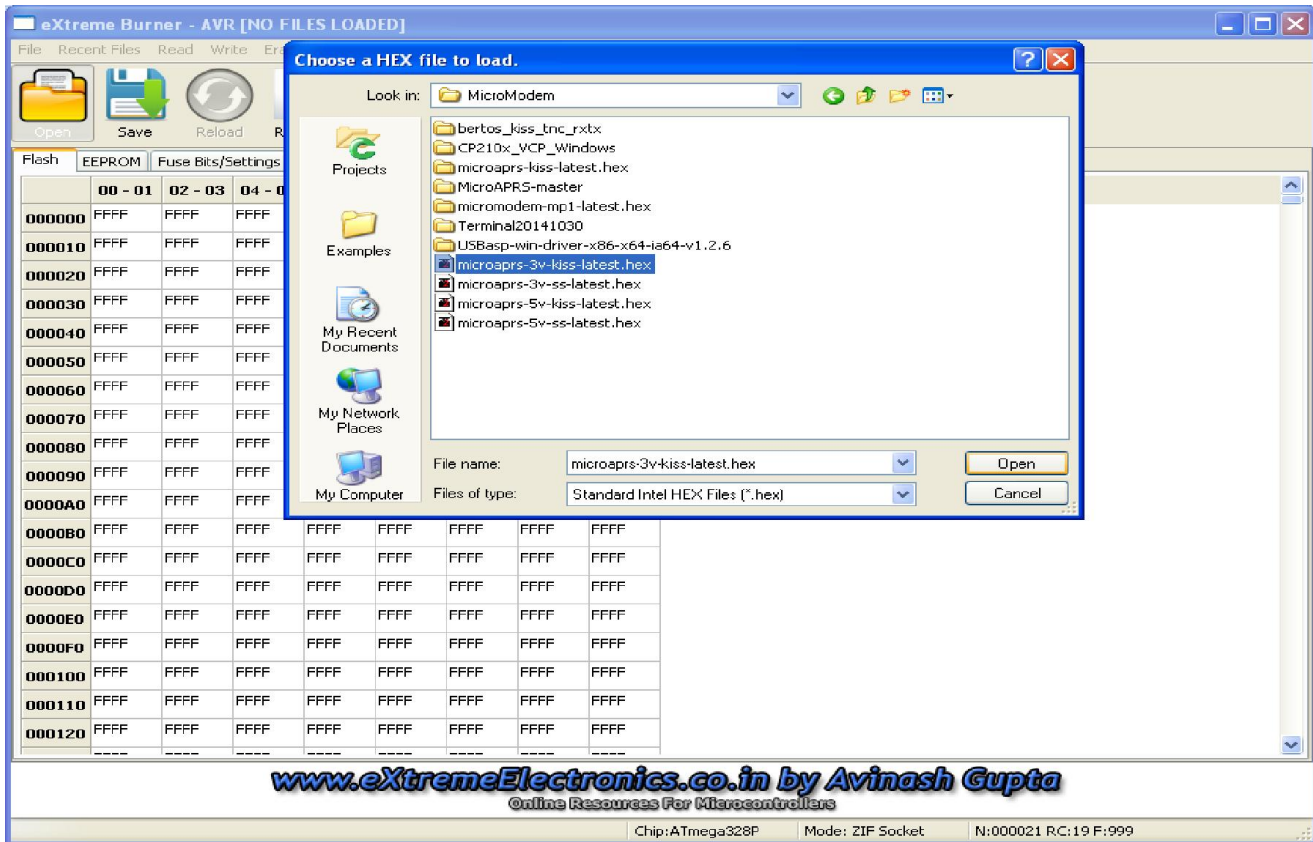 eXtreme Burner - AVR [NO FILES LOADED]
File Recent Files Read Write
Open
Save
Reload
Flash
EEPROM
Fuse Bits/Settings
Choose a HEX file to load.
Look in: MicroModem
Projects
Examples
My Recent
Documents
My Network
Places
My Computer
bertos_kiss_tnc_rxtx
CP210x_VCP_Windows
microaprs-kiss-latest.hex
MicroAPRS-master
micromodem-mp1-latest.hex
Terminal20141030
USBasp-win-driver-x86-x64-ia64-v1.2.6
microaprs-3v-kiss-latest.hex
microaprs-3v-ss-latest.hex
microaprs-5v-kiss-latest.hex
microaprs-5v-ss-latest.hex
File name: microaprs-3v-kiss-latest.hex Open
Files of type: Standard Intel HEX Files (*.hex) Cancel
00 - 01 02 - 03
000000 FFFF FFFF FFFF
000010 FFFF FFFF FFFF
000020 FFFF FFFF FFFF
000030 FFFF FFFF FFFF
000040 FFFF FFFF FFFF
000050 FFFF FFFF FFFF
000060 FFFF FFFF FFFF
000070 FFFF FFFF FFFF
000080 FFFF FFFF FFFF
000090 FFFF FFFF FFFF
0000A0 FFFF FFFF FFFF
0000B0 FFFF FFFF FFFF FFFF FFFF FFFF FFFF FFFF
0000C0 FFFF FFFF FFFF FFFF FFFF FFFF FFFF FFFF
0000D0 FFFF FFFF FFFF FFFF FFFF FFFF FFFF FFFF
0000E0 FFFF FFFF FFFF FFFF FFFF FFFF FFFF FFFF
0000F0 FFFF FFFF FFFF FFFF FFFF FFFF FFFF FFFF
000100 FFFF FFFF FFFF FFFF FFFF FFFF FFFF FFFF
000110 FFFF FFFF FFFF FFFF FFFF FFFF FFFF FFFF
000120 FFFF FFFF FFFF FFFF FFFF FFFF FFFF FFFF
www.eXtremeElectronics.co.in by Avinash Gupta
Online Resources For Microcontrollers
Chip:ATmega328P Mode: ZIF Socket N:000021 RC:19 F:999